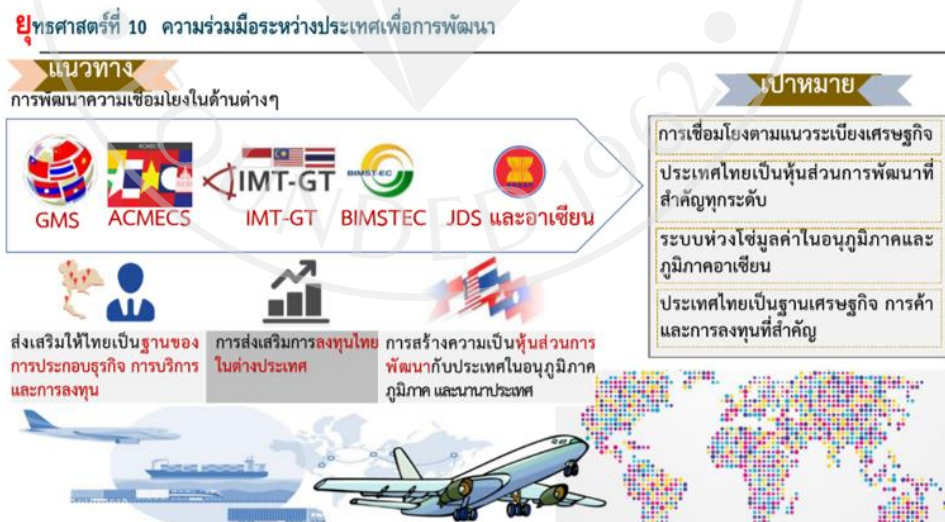 ยุทธศาสตร์ที่ 10 ความร่วมมือระหว่างประเทศเพื่อการพัฒนา
แนวทาง
การพัฒนาความเชื่อมโยงในด้านต่างๆ
ACMECS
IMT-GT
BIMST-EC
GMS ACMECS IMT-GT BIMSTEC JDS และอาเซียน
ส่งเสริมให้ไทยเป็นฐานของ
การประกอบธุรกิจ การบริการ
และการลงทุน
การส่งเสริมการลงทุนไทย
ในต่างประเทศ
การสร้างความเป็นหุ้นส่วนการ
พัฒนากับประเทศในอนุภูมิภาค
ภูมิภาค และนานาประเทศ
เป้าหมาย
การเชื่อมโยงตามแนวระเบียงเศรษฐกิจ
ประเทศไทยเป็นหุ้นส่วนการพัฒนาที่
สำคัญทุกระดับ
ระบบห่วงโซ่มูลค่าในอนุภูมิภาคและ
ภูมิภาคอาเซียน
ประเทศไทยเป็นฐานเศรษฐกิจ การค้า
และการลงทุนที่สำคัญ